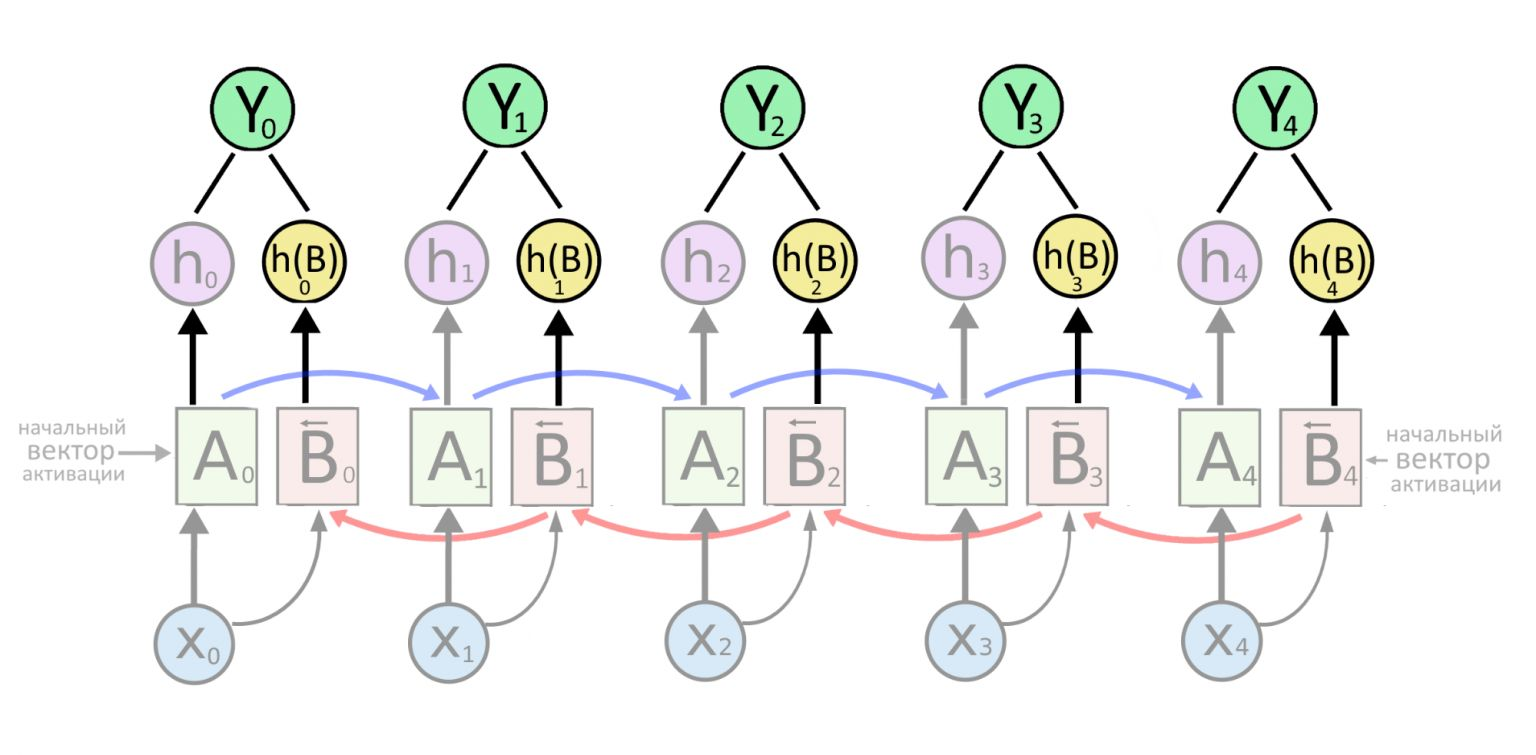 Y0 Y1 Y2 Y3 Y4
h0 h(B)0 h1 h(B)1 h2 h(B)2 h3 h(B)3 h4 h(B)4
начальный
вектор
активации
A0 B0 A1 B1 A2 B2 A3 B3 A4 B4
начальный
вектор
активации
x0 x1 x2 x3 x4